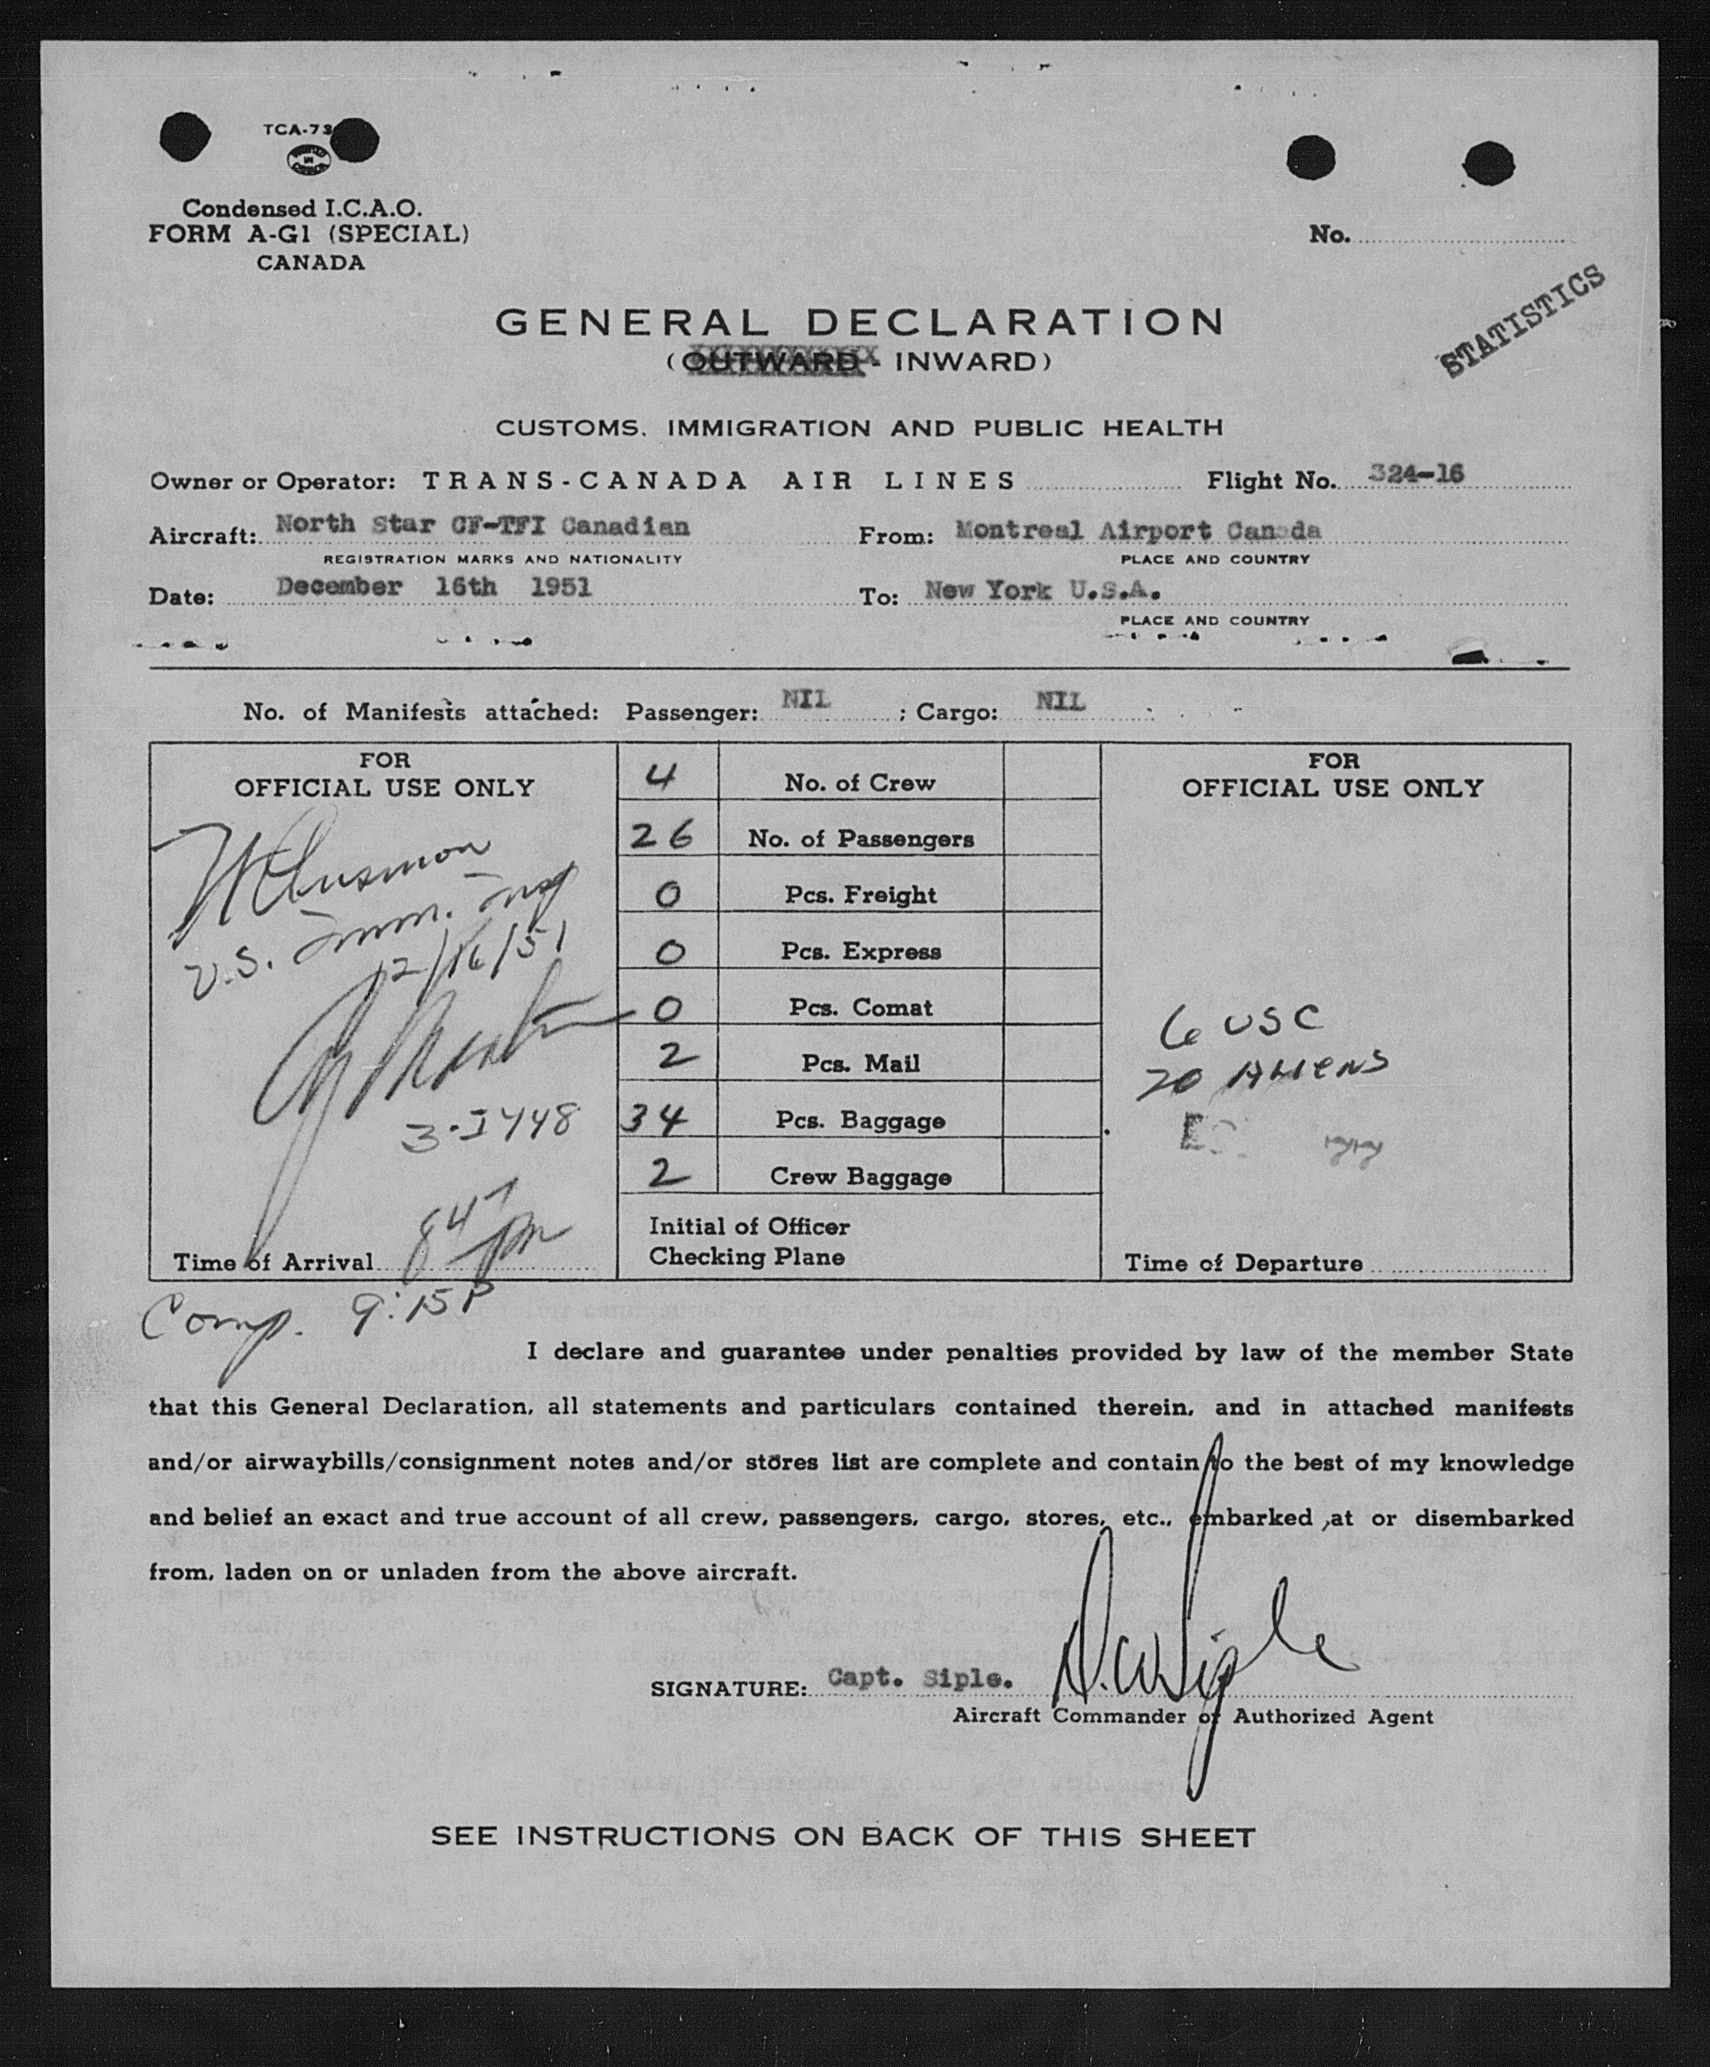 TCA-73
Condensed I.C.A.O.
FORM A-G1 (SPECIAL)
CANADA
No.
STATISTICS
GENERAL DECLARATION
(OUTWARD - INWARD)
CUSTOMS, IMMIGRATION AND PUBLIC HEALTH
Owner or Operator: TRANS-CANADA AIR LINES Flight No. 324-16
Aircraft: North Star CF-TFI Canadian From: Montreal Airport Canada
REGISTRATION MARKS AND NATIONALITY PLACE AND COUNTRY
Date: December 16th 1951 To: New York U.S.A.
PLACE AND COUNTRY
No. of Manifests attached: Passenger: NIL ; Cargo: NIL
FOR
OFFICIAL USE ONLY
U.S. Imm. Insp
12/16/51
3-I448
Time of Arrival 847 pm
4 No. of Crew
26 No. of Passengers
0 Pcs. Freight
0 Pcs. Express
0 Pcs. Comat
2 Pcs. Mail
34 Pcs. Baggage
2 Crew Baggage
Initial of Officer
Checking Plane
FOR
OFFICIAL USE ONLY
6 USC
20 ALIENS
Time of Departure
Comp. 9:15P
I declare and guarantee under penalties provided by law of the member State
that this General Declaration, all statements and particulars contained therein, and in attached manifests
and/or airwaybills/consignment notes and/or stores list are complete and contain to the best of my knowledge
and belief an exact and true account of all crew, passengers, cargo, stores, etc., embarked at or disembarked
from, laden on or unladen from the above aircraft.
SIGNATURE: Capt. Siple. D.W. Siple
Aircraft Commander or Authorized Agent
SEE INSTRUCTIONS ON BACK OF THIS SHEET